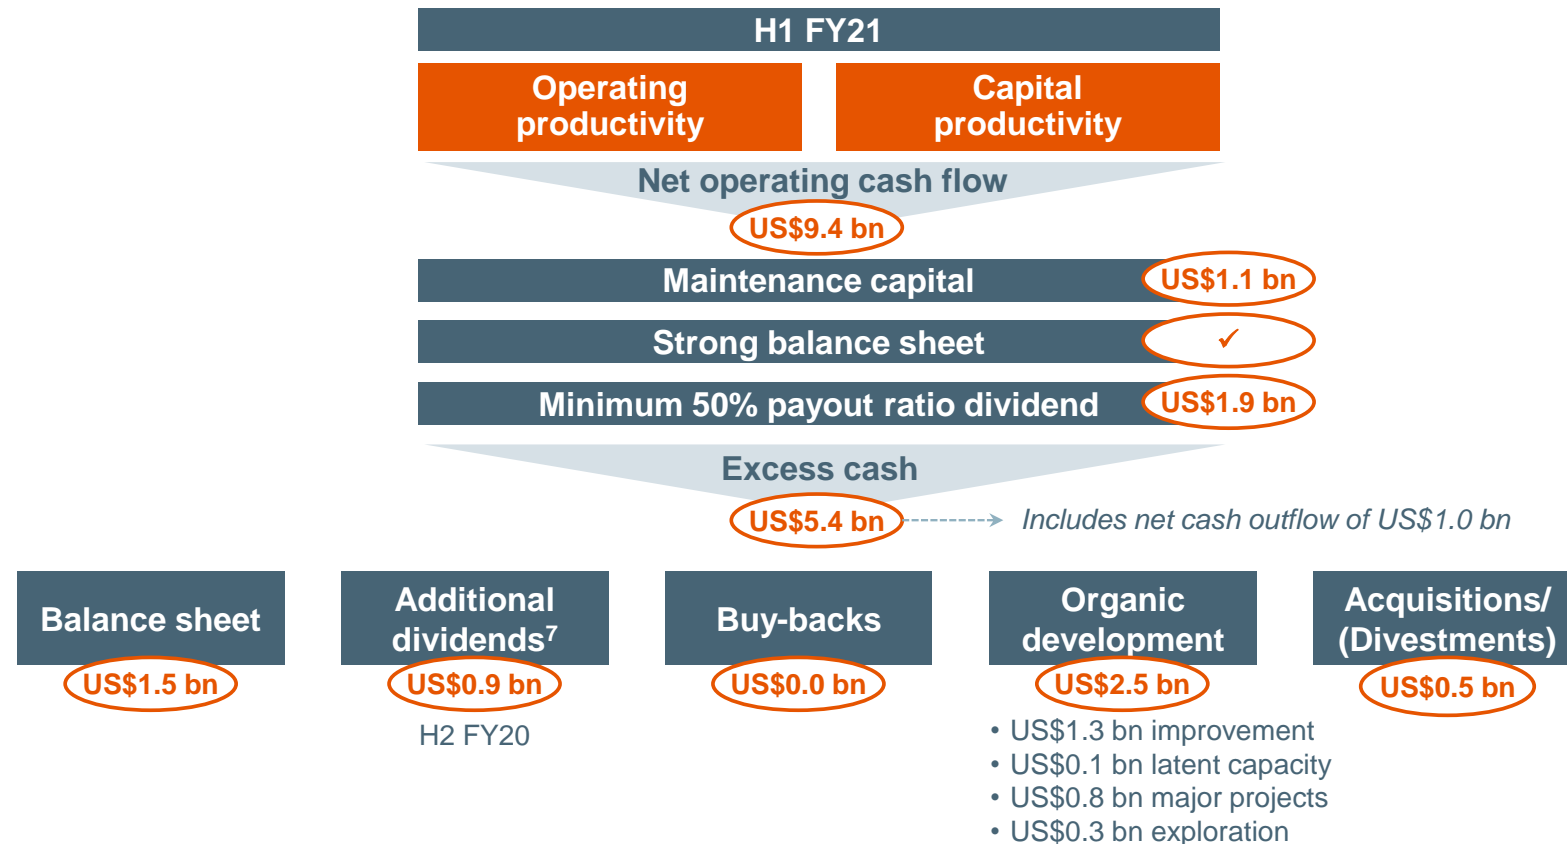 H1 FY21
Operating
productivity
Capital
productivity
Net operating cash flow
US$9.4 bn
Maintenance capital
US$1.1 bn
Strong balance sheet
✓
Minimum 50% payout ratio dividend
US$1.9 bn
Excess cash
US$5.4 bn
Includes net cash outflow of US$1.0 bn
Balance sheet
US$1.5 bn
Additional
dividends⁷
US$0.9 bn
H2 FY20
Buy-backs
US$0.0 bn
Organic
development
US$2.5 bn
• US$1.3 bn improvement
• US$0.1 bn latent capacity
• US$0.8 bn major projects
• US$0.3 bn exploration
Acquisitions/
(Divestments)
US$0.5 bn